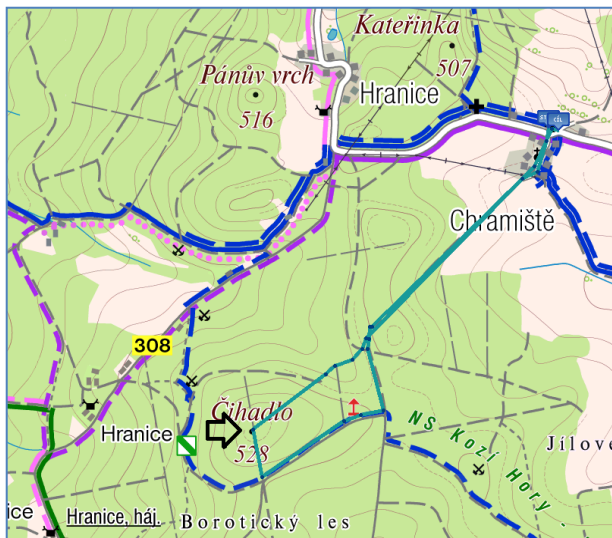 Kateřinka
507
Pánův vrch
516
Hranice
Chramiště
308
Čihadlo
528
Hranice
NS Kozí Hory -
Jílove
Hranice, háj.
Borotický les
ice